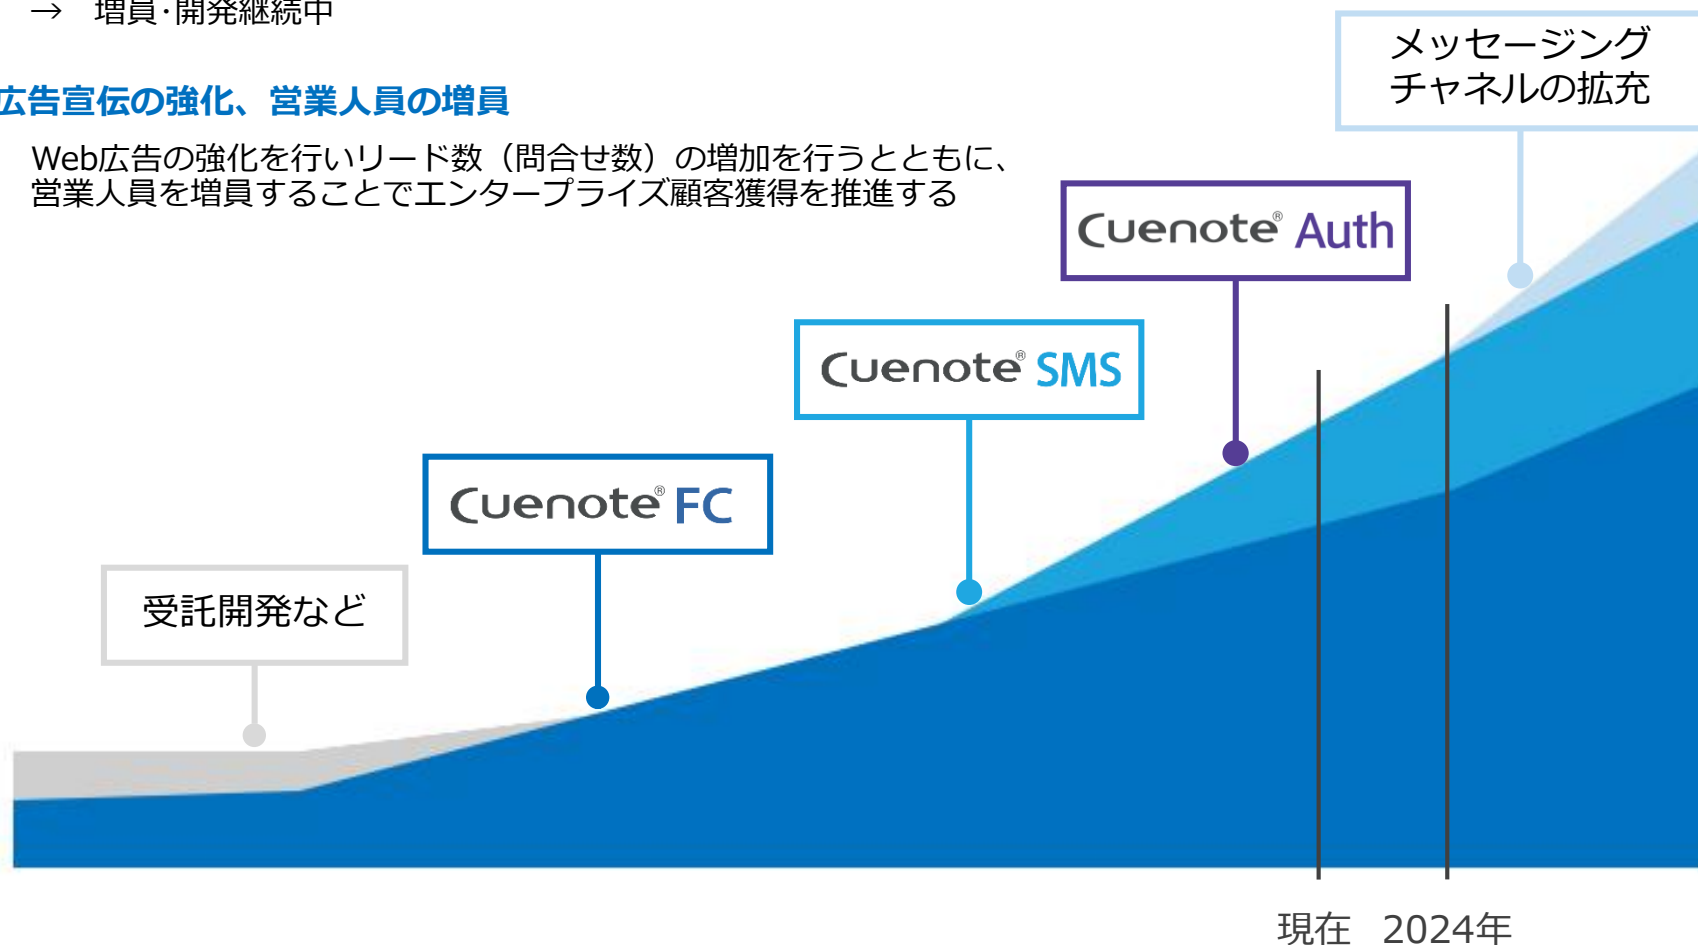 → 増員･開発継続中
広告宣伝の強化、営業人員の増員
Web広告の強化を行いリード数（問合せ数）の増加を行うとともに、
営業人員を増員することでエンタープライズ顧客獲得を推進する
メッセージング
チャネルの拡充
Cuenote® Auth
Cuenote® SMS
Cuenote® FC
受託開発など
現在 2024年